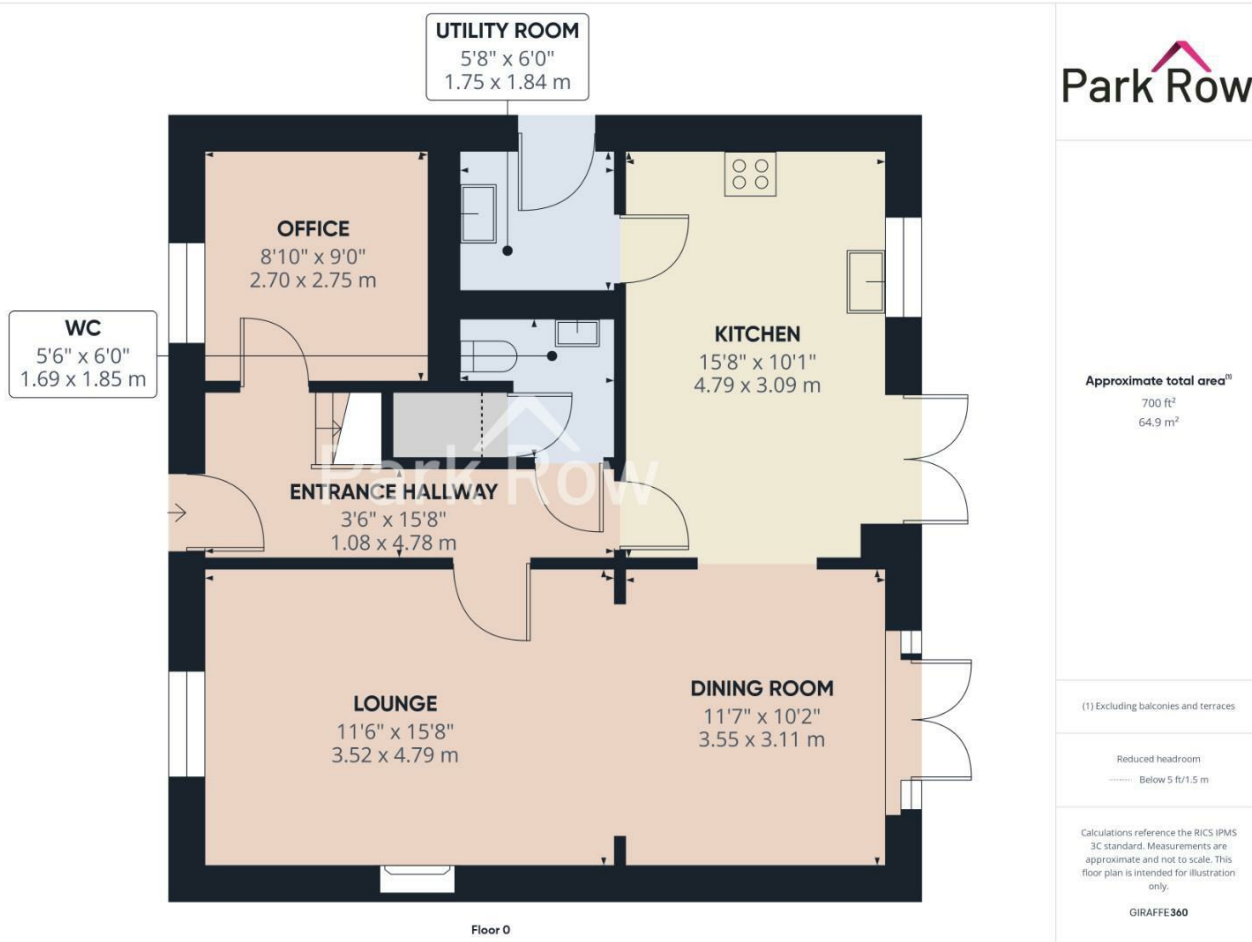 UTILITY ROOM
5'8" x 6'0"
1.75 x 1.84 m
OFFICE
8'10" x 9'0"
2.70 x 2.75 m
WC
5'6" x 6'0"
1.69 x 1.85 m
KITCHEN
15'8" x 10'1"
4.79 x 3.09 m
Park Row
ENTRANCE HALLWAY
3'6" x 15'8"
1.08 x 4.78 m
LOUNGE
11'6" x 15'8"
3.52 x 4.79 m
DINING ROOM
11'7" x 10'2"
3.55 x 3.11 m
Floor 0
Park Row
Approximate total area(1)
700 ft²
64.9 m²
(1) Excluding balconies and terraces
Reduced headroom
Below 5 ft/1.5 m
Calculations reference the RICS IPMS
3C standard. Measurements are
approximate and not to scale. This
floor plan is intended for illustration
only.
GIRAFFE360